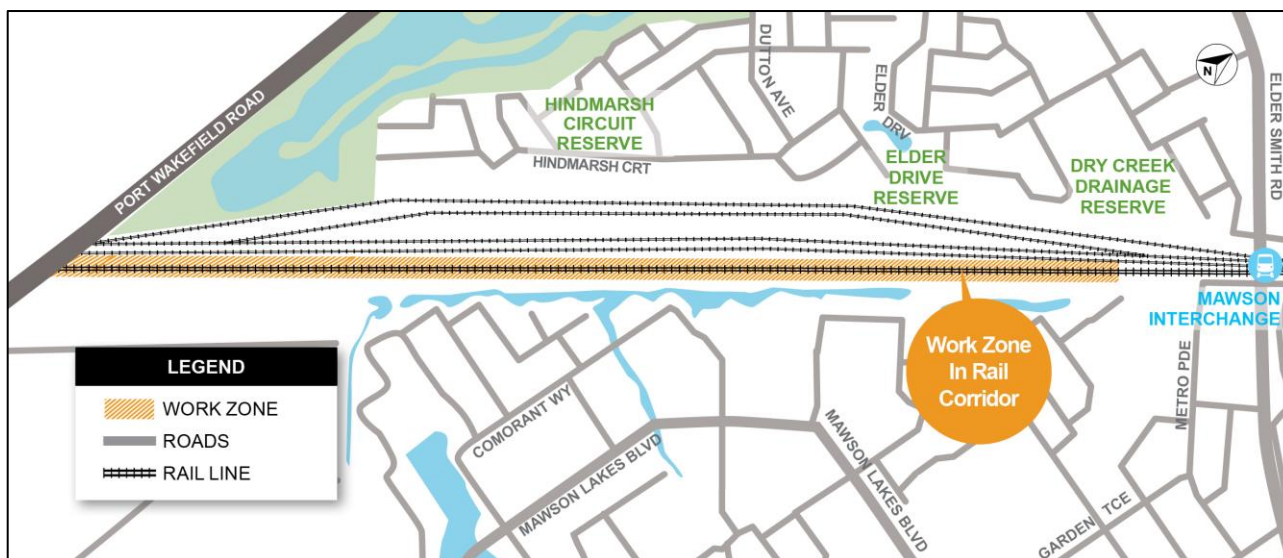 PORT WAKEFIELD ROAD
HINDMARSH
CIRCUIT
RESERVE
HINDMARSH CRT
DUTTON AVE
ELDER DRV
ELDER
DRIVE
RESERVE
DRY CREEK
DRAINAGE
RESERVE
N
ELDER SMITH RD
MAWSON
INTERCHANGE
METRO PDE
Work Zone
In Rail
Corridor
COMORANT WY
MAWSON LAKES BLVD
MAWSON LAKES BLVD
GARDEN TCE
LEGEND
WORK ZONE
ROADS
RAIL LINE